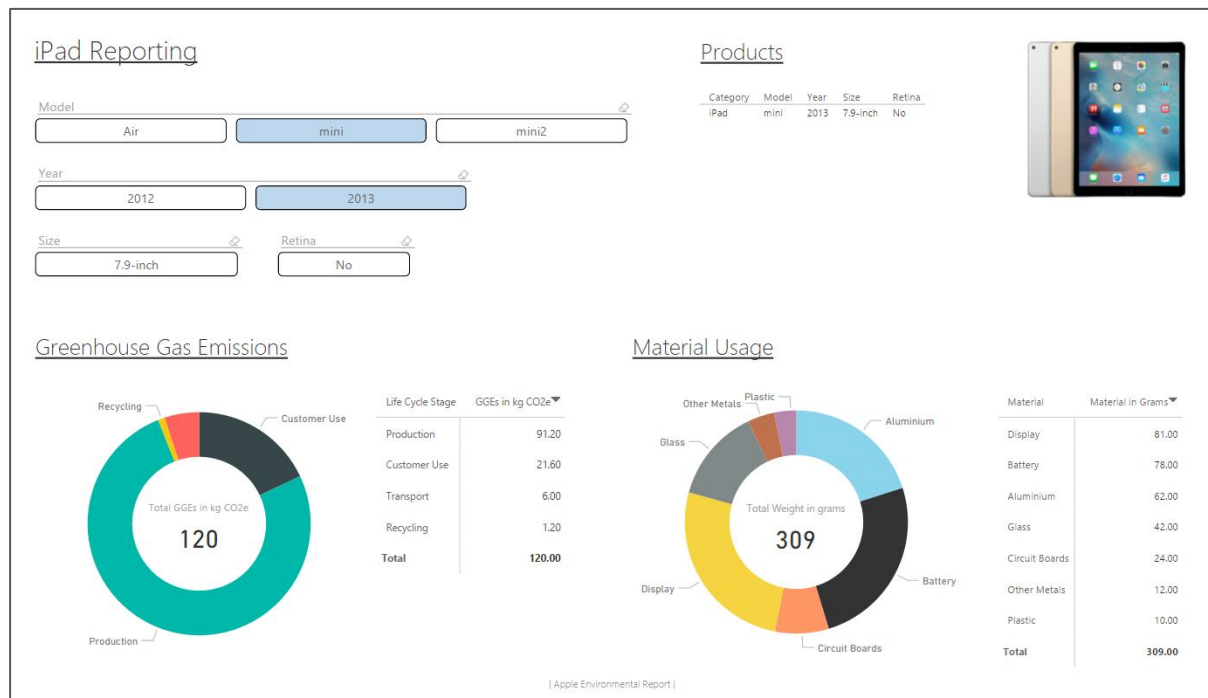 iPad Reporting
Model
Air mini mini2
Year
2012 2013
Size Retina
7.9-inch No
Products
Category Model Year Size Retina
iPad mini 2013 7.9-inch No
Greenhouse Gas Emissions
Recycling
Customer Use
Production
Total GGEs in kg CO2e
120
Life Cycle Stage GGEs in kg CO2e
Production 91.20
Customer Use 21.60
Transport 6.00
Recycling 1.20
Total 120.00
Material Usage
Plastic
Other Metals
Aluminium
Glass
Total Weight in grams
309
Display
Battery
Circuit Boards
Material Material in Grams
Display 81.00
Battery 78.00
Aluminium 62.00
Glass 42.00
Circuit Boards 24.00
Other Metals 12.00
Plastic 10.00
Total 309.00
| Apple Environmental Report |